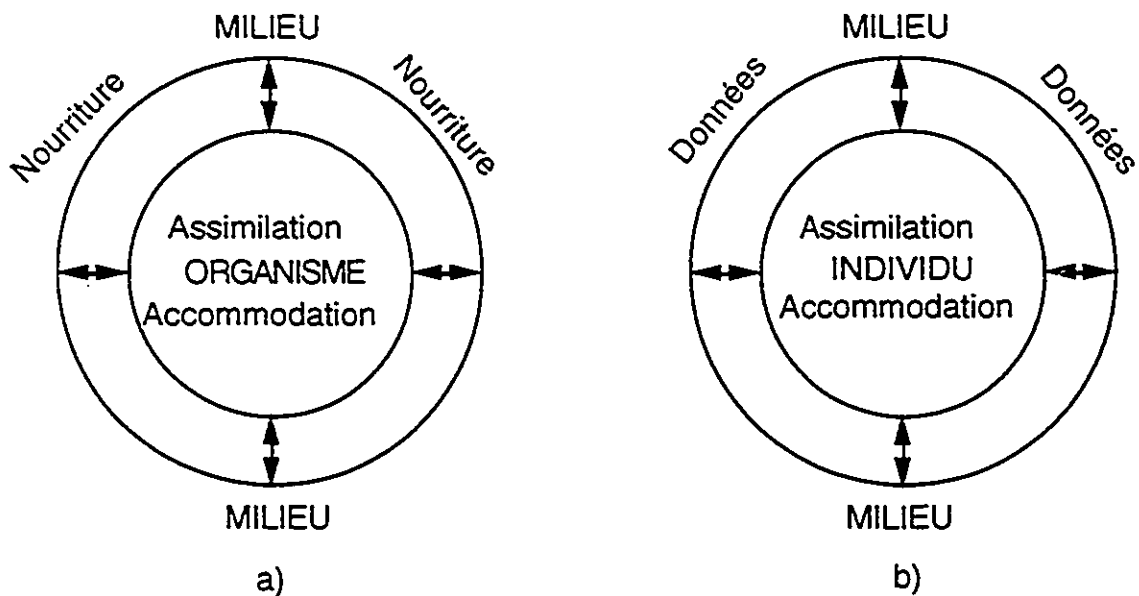 MILIEU
Nourriture
Nourriture
Assimilation
ORGANISME
Accommodation
MILIEU
a)
MILIEU
Données
Données
Assimilation
INDIVIDU
Accommodation
MILIEU
b)